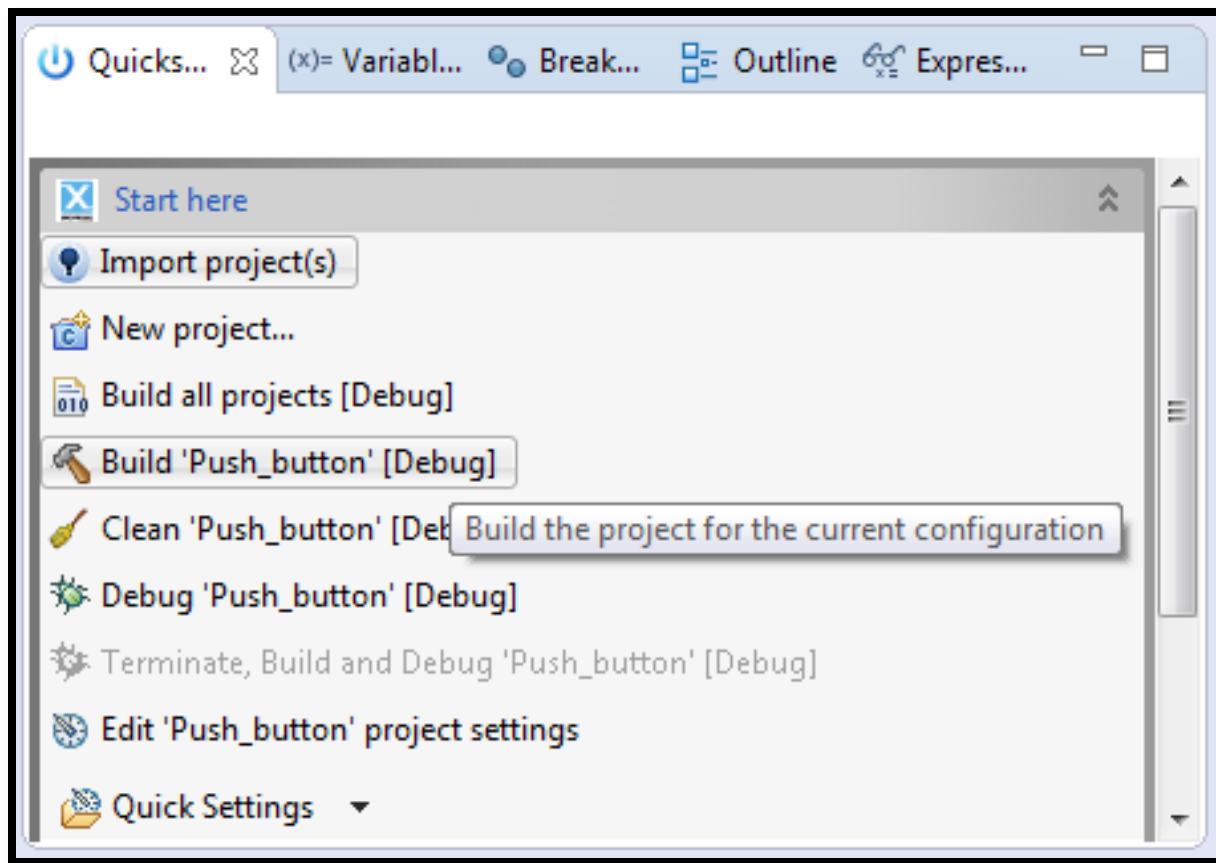 Quicks... (x)= Variabl... Break... Outline Expres...
Start here
Import project(s)
New project...
Build all projects [Debug]
Build 'Push_button' [Debug]
Clean 'Push_button' [Deb
Build the project for the current configuration
Debug 'Push_button' [Debug]
Terminate, Build and Debug 'Push_button' [Debug]
Edit 'Push_button' project settings
Quick Settings